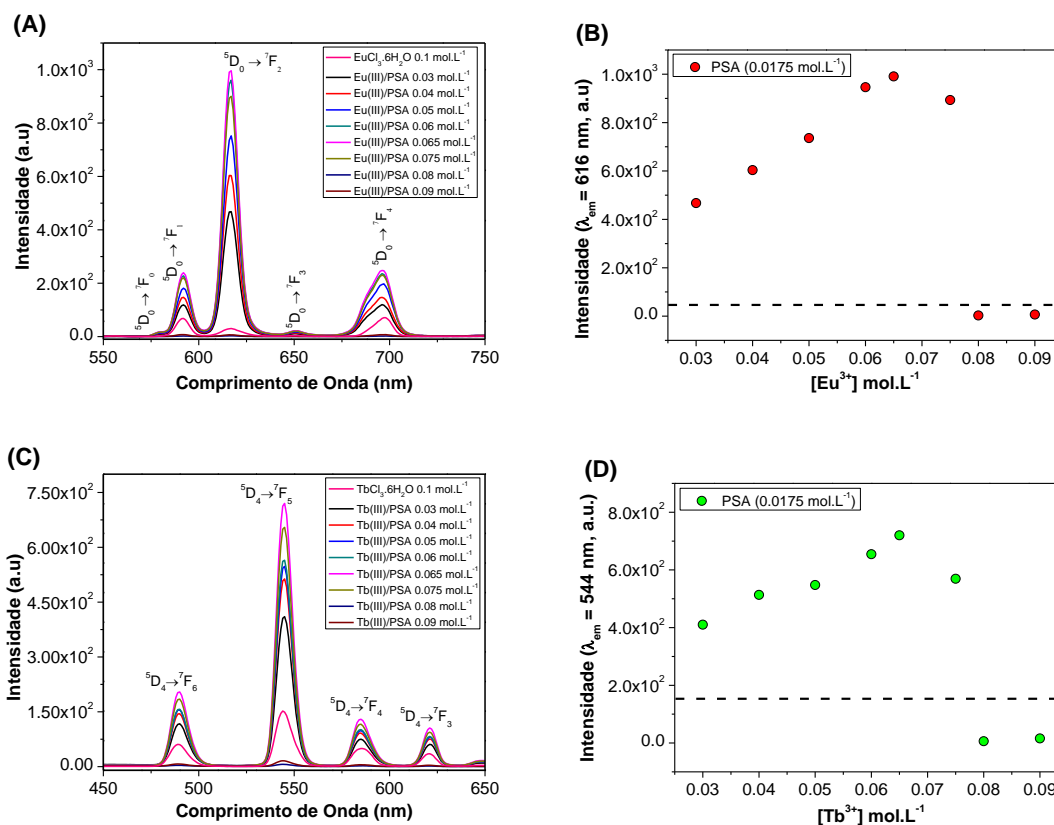 (A)
⁵D₀→⁷F₂
⁵D₀→⁷F₀
⁵D₀→⁷F₁
⁵D₀→⁷F₃
⁵D₀→⁷F₄
EuCl₃.6H₂O 0.1 mol.L⁻¹
Eu(III)/PSA 0.03 mol.L⁻¹
Eu(III)/PSA 0.04 mol.L⁻¹
Eu(III)/PSA 0.05 mol.L⁻¹
Eu(III)/PSA 0.06 mol.L⁻¹
Eu(III)/PSA 0.065 mol.L⁻¹
Eu(III)/PSA 0.075 mol.L⁻¹
Eu(III)/PSA 0.08 mol.L⁻¹
Eu(III)/PSA 0.09 mol.L⁻¹
Intensidade (a.u)
1.0x10³
8.0x10²
6.0x10²
4.0x10²
2.0x10²
0.0
550 600 650 700 750
Comprimento de Onda (nm)
(B)
PSA (0.0175 mol.L⁻¹)
Intensidade (λem= 616 nm, a.u)
1.0x10³
8.0x10²
6.0x10²
4.0x10²
2.0x10²
0.0
0.03 0.04 0.05 0.06 0.07 0.08 0.09
[Eu³⁺] mol.L⁻¹
(C)
⁵D₄→⁷F₅
⁵D₄→⁷F₆
⁵D₄→⁷F₄
⁵D₄→⁷F₃
TbCl₃.6H₂O 0.1 mol.L⁻¹
Tb(III)/PSA 0.03 mol.L⁻¹
Tb(III)/PSA 0.04 mol.L⁻¹
Tb(III)/PSA 0.05 mol.L⁻¹
Tb(III)/PSA 0.06 mol.L⁻¹
Tb(III)/PSA 0.065 mol.L⁻¹
Tb(III)/PSA 0.075 mol.L⁻¹
Tb(III)/PSA 0.08 mol.L⁻¹
Tb(III)/PSA 0.09 mol.L⁻¹
Intensidade (a.u)
7.50x10²
6.00x10²
4.50x10²
3.00x10²
1.50x10²
0.00
450 500 550 600 650
Comprimento de Onda (nm)
(D)
PSA (0.0175 mol.L⁻¹)
Intensidade (λem = 544 nm, a.u.)
8.0x10²
6.0x10²
4.0x10²
2.0x10²
0.0
0.03 0.04 0.05 0.06 0.07 0.08 0.09
[Tb³⁺] mol.L⁻¹